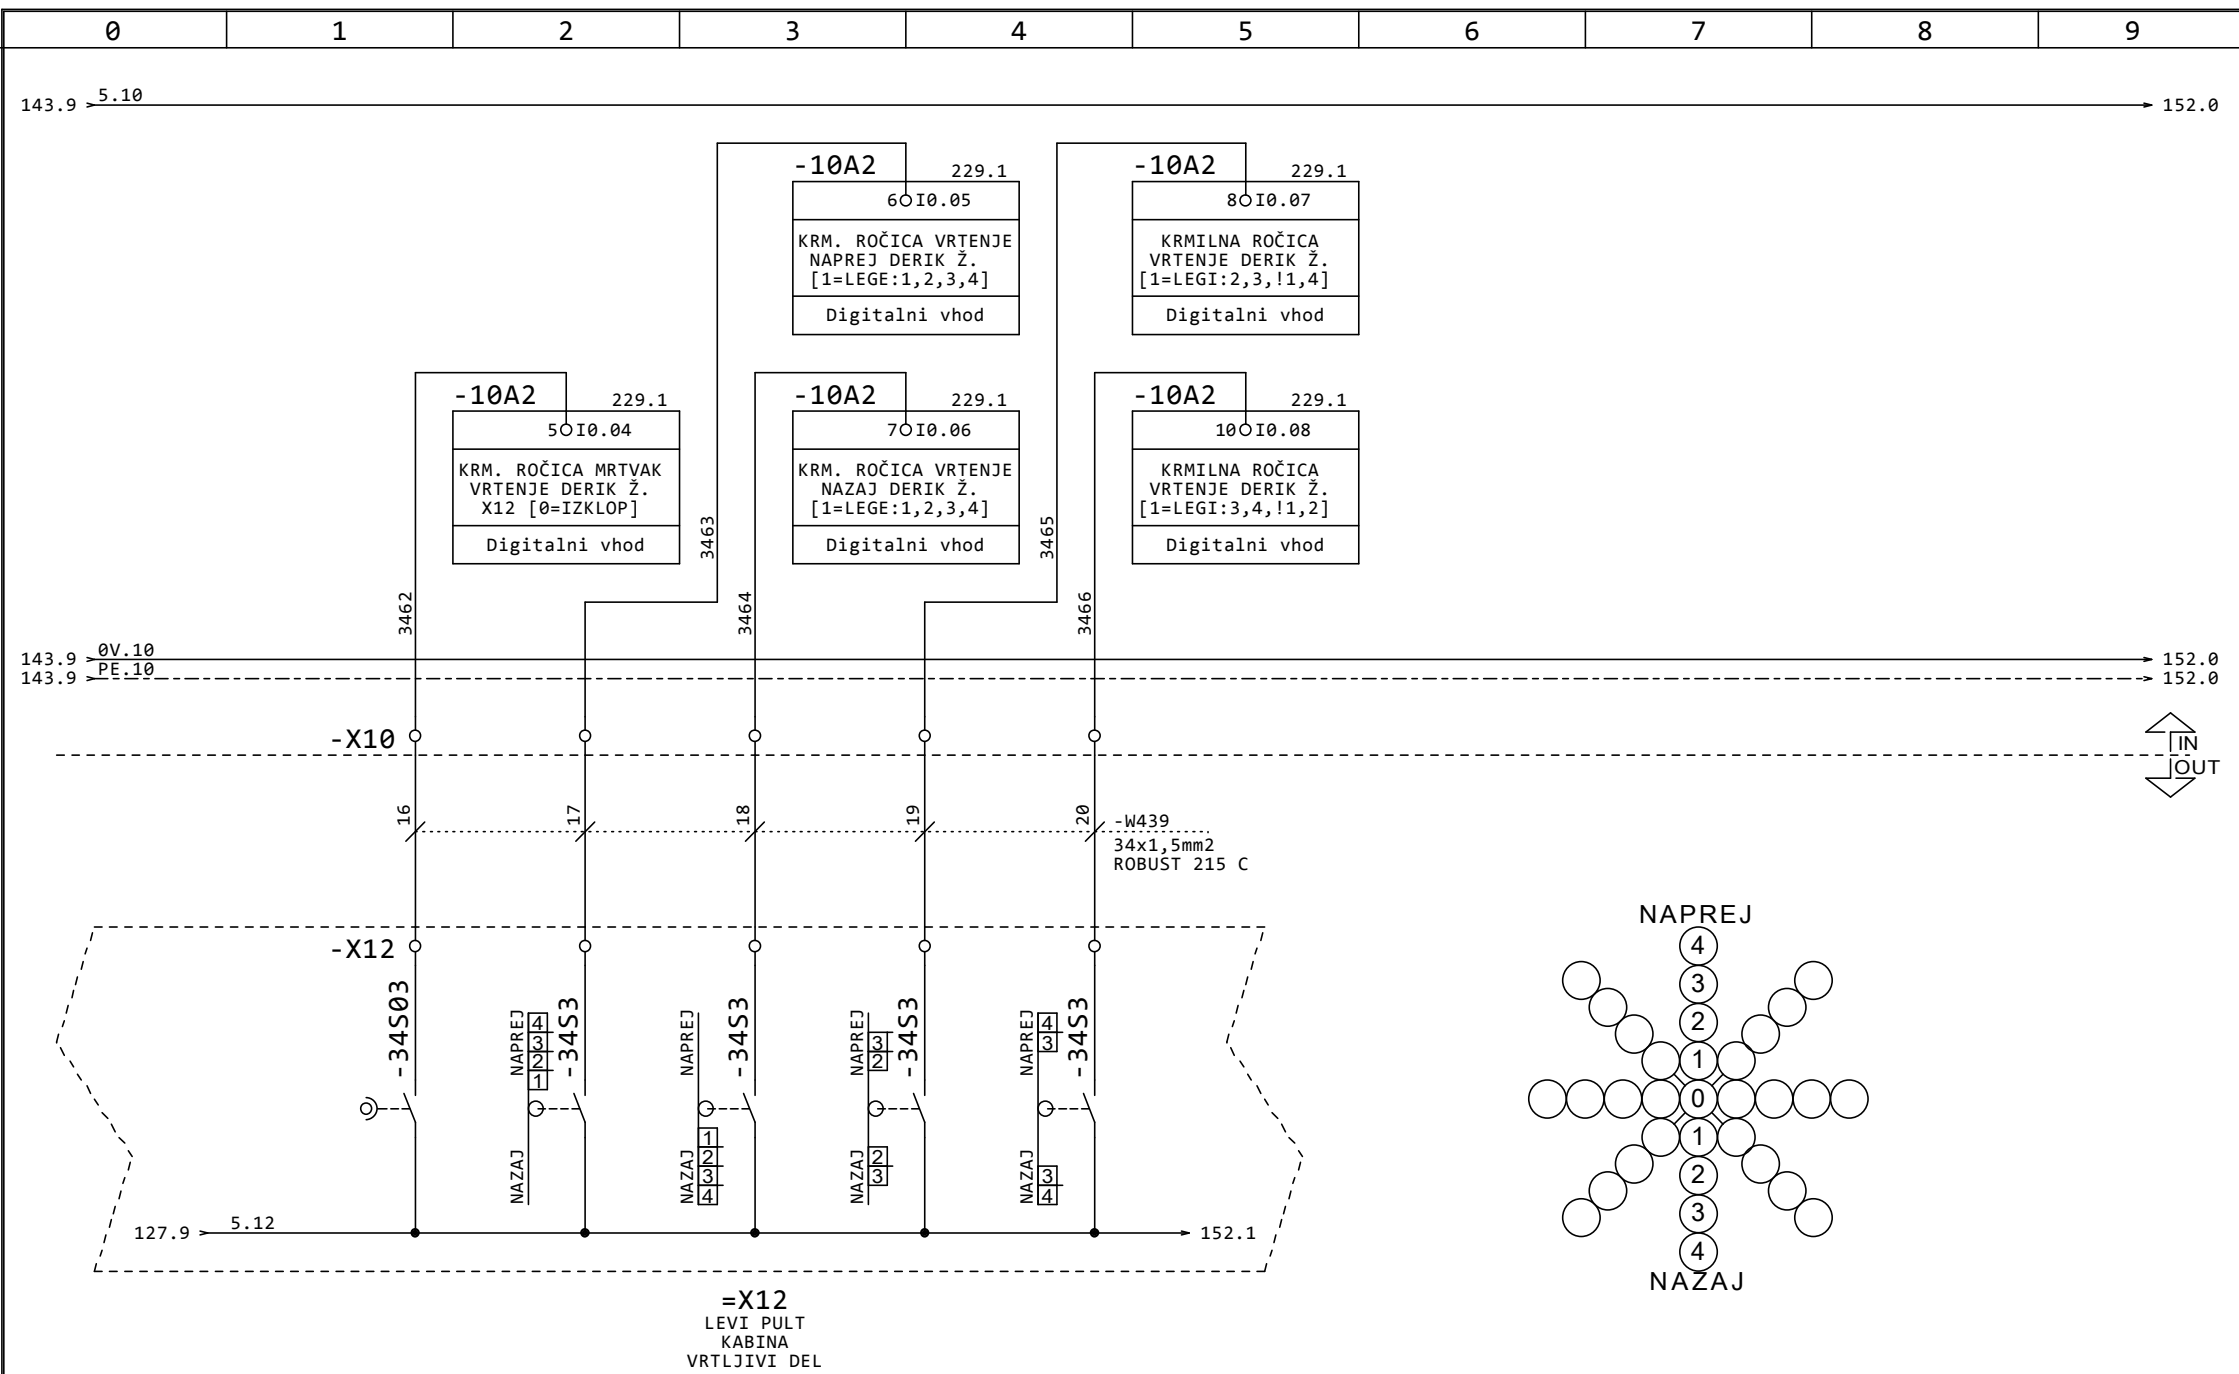 0 1 2 3 4 5 6 7 8 9
143.9 5.10 152.0
-10A2 229.1
6 I0.05
KRM. ROČICA VRTENJE
NAPREJ DERIK Ž.
[1=LEGE:1,2,3,4]
Digitalni vhod
-10A2 229.1
8 I0.07
KRMILNA ROČICA
VRTENJE DERIK Ž.
[1=LEGI:2,3,!1,4]
Digitalni vhod
-10A2 229.1
5 I0.04
KRM. ROČICA MRTVAK
VRTENJE DERIK Ž.
X12 [0=IZKLOP]
Digitalni vhod
-10A2 229.1
7 I0.06
KRM. ROČICA VRTENJE
NAZAJ DERIK Ž.
[1=LEGE:1,2,3,4]
Digitalni vhod
-10A2 229.1
10 I0.08
KRMILNA ROČICA
VRTENJE DERIK Ž.
[1=LEGI:3,4,!1,2]
Digitalni vhod
3462
3463
3464
3465
3466
143.9 0V.10 152.0
143.9 PE.10 152.0
-X10
IN
OUT
16
17
18
19
20
-W439
34x1,5mm2
ROBUST 215 C
-X12
-34S03
NAPREJ
4
3
2
1
NAZAJ
-34S3
NAPREJ
NAZAJ
1
2
3
4
-34S3
NAPREJ
3
2
NAZAJ
2
3
-34S3
NAPREJ
4
3
NAZAJ
3
4
-34S3
127.9 5.12 152.1
=X12
LEVI PULT
KABINA
VRTLJIVI DEL
NAPREJ
4
3
2
1
0
1
2
3
4
NAZAJ